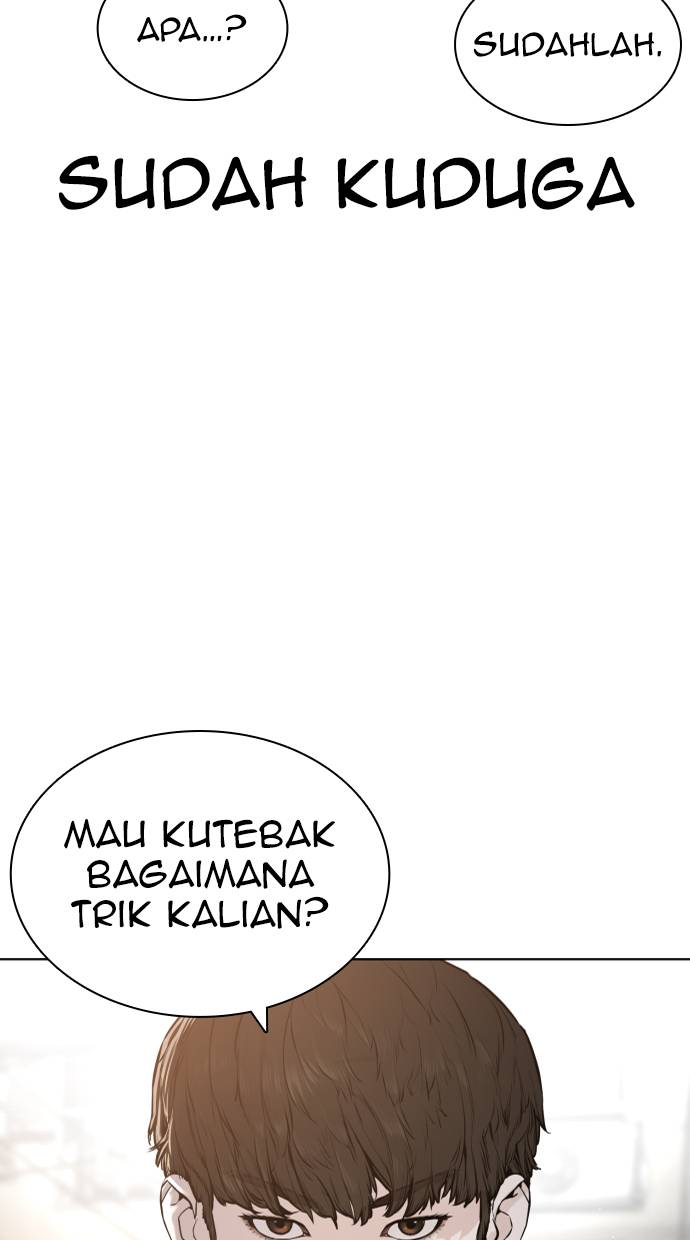 APA...?
SUDAHLAH.
SUDAH KUDUGA
MAU KUTEBAK
BAGAIMANA
TRIK KALIAN?